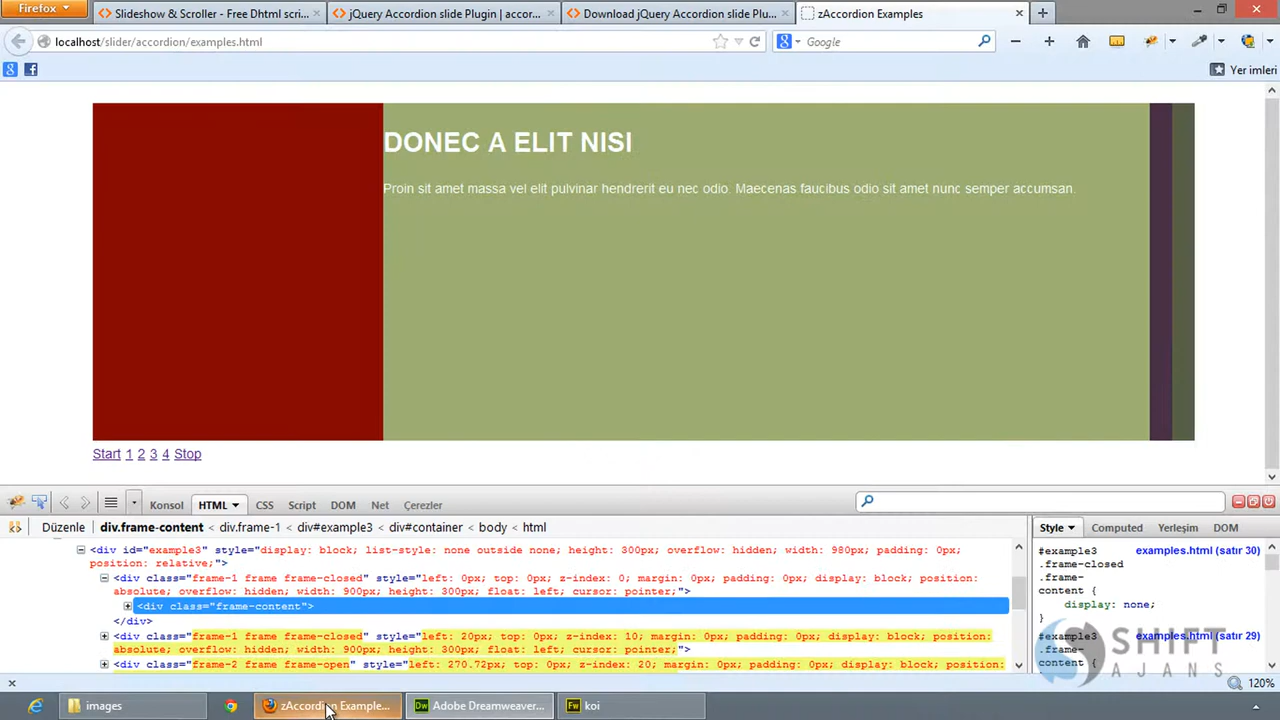 Firefox
Slideshow & Scroller - Free Dhtml scri...
jQuery Accordion slide Plugin | accor...
Download jQuery Accordion slide Plu...
zAccordion Examples
localhost/slider/accordion/examples.html
Google
Yer imleri
DONEC A ELIT NISI
Proin sit amet massa vel elit pulvinar hendrerit eu nec odio. Maecenas faucibus odio sit amet nunc semper accumsan.
Start 1 2 3 4 Stop
Konsol HTML CSS Script DOM Net Çerezler
Düzenle div.frame-content < div.frame-1 < div#example3 < div#container < body < html
Style Computed Yerleşim DOM
<div id="example3" style="display: block; list-style: none outside none; height: 300px; overflow: hidden; width: 980px; padding: 0px;
position: relative;">
<div class="frame-1 frame frame-closed" style="left: 0px; top: 0px; z-index: 0; margin: 0px; padding: 0px; display: block; position:
absolute; overflow: hidden; width: 900px; height: 300px; float: left; cursor: pointer;">
<div class="frame-content">
</div>
<div class="frame-1 frame frame-closed" style="left: 20px; top: 0px; z-index: 10; margin: 0px; padding: 0px; display: block; position:
absolute; overflow: hidden; width: 900px; height: 300px; float: left; cursor: pointer;">
<div class="frame-2 frame frame-open" style="left: 270.72px; top: 0px; z-index: 20; margin: 0px; padding: 0px; display: block; position:
#example3 examples.html (satır 30)
.frame-closed
.frame-
content {
display: none;
}
#example3 examples.html (satır 29)
.frame-
content {
SHIFT
AJANS
120%
images
zAccordion Example...
Dw Adobe Dreamweaver...
Fw koi